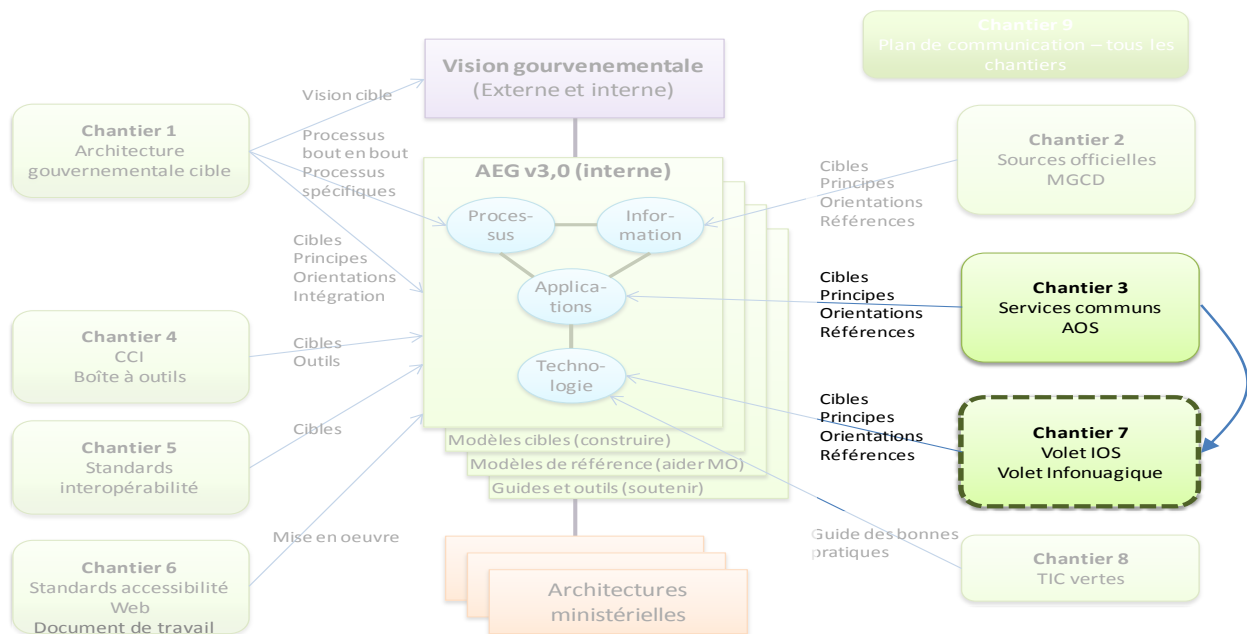 Chantier 9
Plan de communication – tous les
chantiers
Vision gourvenementale
(Externe et interne)
Vision cible
Chantier 1
Architecture
gouvernementale cible
Processus
bout en bout
Processus
spécifiques
Chantier 2
Sources officielles
MGCD
Cibles
Principes
Orientations
Références
AEG v3,0 (interne)
Proces-
sus
Infor-
mation
Applica-
tions
Techno-
logie
Cibles
Principes
Orientations
Intégration
Cibles
Principes
Orientations
Références
Chantier 3
Services communs
AOS
Chantier 4
CCI
Boîte à outils
Cibles
Outils
Cibles
Principes
Orientations
Références
Chantier 7
Volet IOS
Volet Infonuagique
Chantier 5
Standards
interopérabilité
Cibles
Modèles cibles (construire)
Modèles de référence (aider MO)
Guides et outils (soutenir)
Mise en oeuvre
Guide des bonnes
pratiques
Chantier 8
TIC vertes
Chantier 6
Standards accessibilité
Web
Document de travail
Architectures
ministérielles